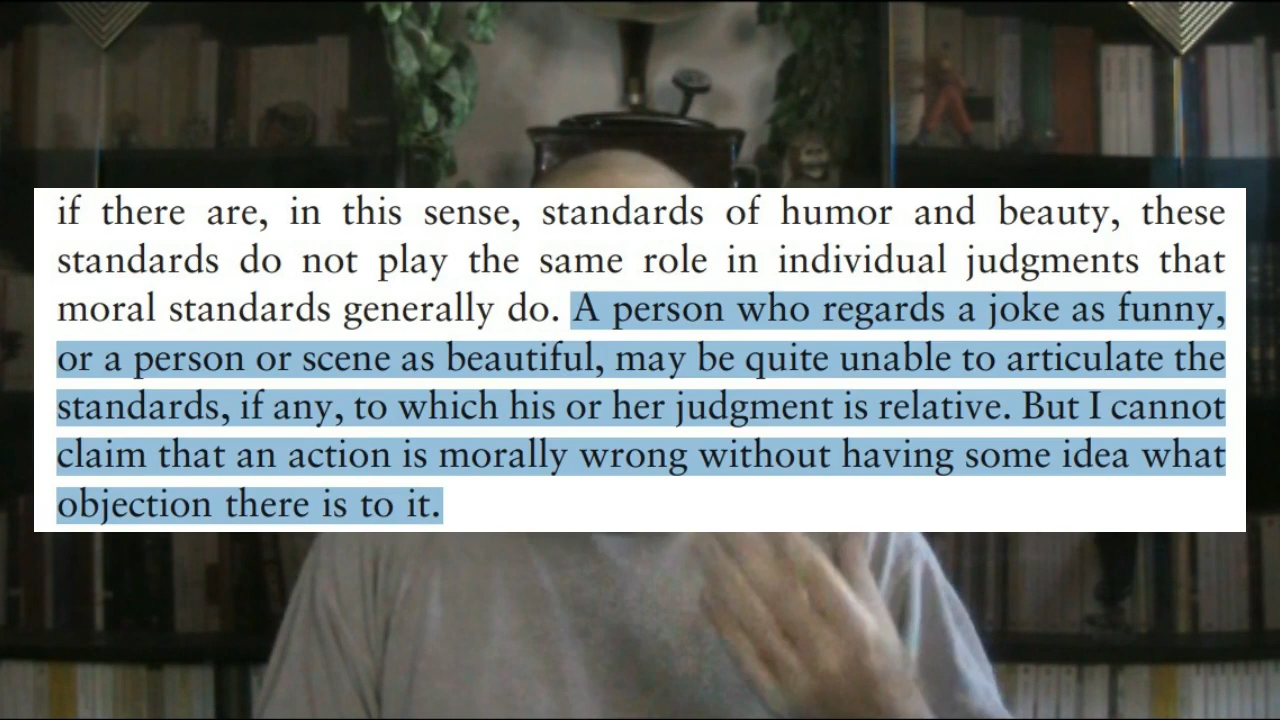 if there are, in this sense, standards of humor and beauty, these
standards do not play the same role in individual judgments that
moral standards generally do. A person who regards a joke as funny,
or a person or scene as beautiful, may be quite unable to articulate the
standards, if any, to which his or her judgment is relative. But I cannot
claim that an action is morally wrong without having some idea what
objection there is to it.